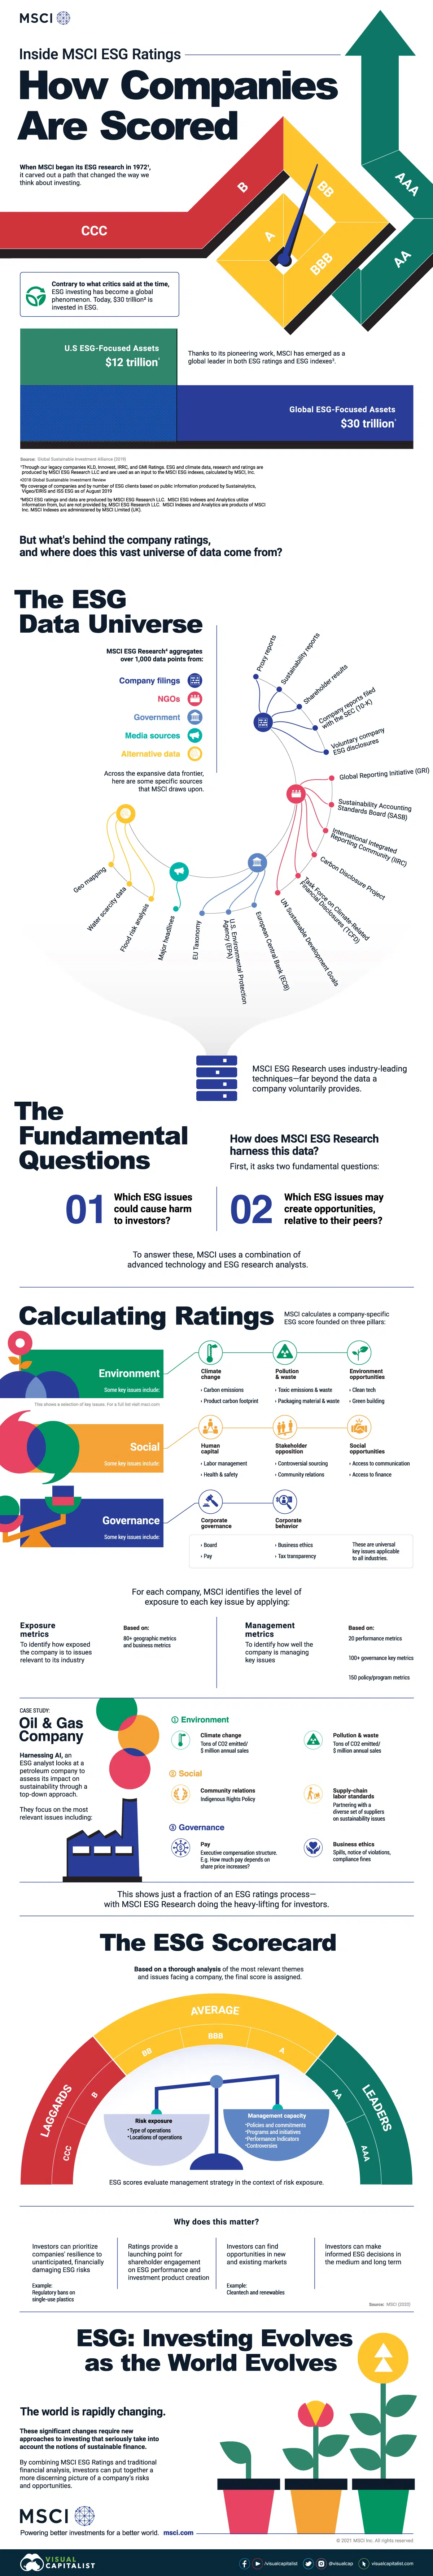 MSCI
Inside MSCI ESG Ratings
How Companies
Are Scored
When MSCI began its ESG research in 1972¹,
it carved out a path that changed the way we
think about investing.
CCC
B
BB
A
BBB
AA
AAA
Contrary to what critics said at the time,
ESG investing has become a global
phenomenon. Today, $30 trillion² is
invested in ESG.
U.S ESG-Focused Assets
$12 trillion*
Thanks to its pioneering work, MSCI has emerged as a
global leader in both ESG ratings and ESG indexes³.
Global ESG-Focused Assets
$30 trillion*
Source: Global Sustainable Investment Alliance (2019)
¹Through our legacy companies KLD, Innovest, IRRC, and GMI Ratings. ESG and climate data, research and ratings are
produced by MSCI ESG Research LLC and are used as an input to the MSCI ESG indexes, calculated by MSCI, Inc.
²2018 Global Sustainable Investment Review
³By coverage of companies and by number of ESG clients based on public information produced by Sustainalytics,
Vigeo/EIRIS and ISS ESG as of August 2019
⁴MSCI ESG ratings and data are produced by MSCI ESG Research LLC. MSCI ESG Indexes and Analytics utilize
information from, but are not provided by, MSCI ESG Research LLC. MSCI Indexes and Analytics are products of MSCI
Inc. MSCI Indexes are administered by MSCI Limited (UK).
But what's behind the company ratings,
and where does this vast universe of data come from?
The ESG
Data Universe
MSCI ESG Research⁴ aggregates
over 1,000 data points from:
Company filings
NGOs
Government
Media sources
Alternative data
Across the expansive data frontier,
here are some specific sources
that MSCI draws upon.
Proxy reports
Sustainability reports
Shareholder results
Company reports filed
with the SEC (10-K)
Voluntary company
ESG disclosures
Global Reporting Initiative (GRI)
Sustainability Accounting
Standards Board (SASB)
International Integrated
Reporting Community (IIRC)
Carbon Disclosure Project
Task Force on Climate-Related
Financial Disclosures (TCFD)
UN Sustainable Development Goals
European Central Bank (ECB)
U.S. Environmental Protection
Agency (EPA)
EU Taxonomy
Major headlines
Flood risk analysis
Water scarcity data
Geo mapping
MSCI ESG Research uses industry-leading
techniques—far beyond the data a
company voluntarily provides.
The
Fundamental
Questions
How does MSCI ESG Research
harness this data?
First, it asks two fundamental questions:
01
Which ESG issues
could cause harm
to investors?
02
Which ESG issues may
create opportunities,
relative to their peers?
To answer these, MSCI uses a combination of
advanced technology and ESG research analysts.
Calculating Ratings
MSCI calculates a company-specific
ESG score founded on three pillars:
Environment
Some key issues include:
This shows a selection of key issues. For a full list visit msci.com
Climate
change
› Carbon emissions
› Product carbon footprint
Pollution
& waste
› Toxic emissions & waste
› Packaging material & waste
Environment
opportunities
› Clean tech
› Green building
Social
Some key issues include:
Human
capital
› Labor management
› Health & safety
Stakeholder
opposition
› Controversial sourcing
› Community relations
Social
opportunities
› Access to communication
› Access to finance
Governance
Some key issues include:
Corporate
governance
› Board
› Pay
Corporate
behavior
› Business ethics
› Tax transparency
These are universal
key issues applicable
to all industries.
For each company, MSCI identifies the level of
exposure to each key issue by applying:
Exposure
metrics
To identify how exposed
the company is to issues
relevant to its industry
Based on:
80+ geographic metrics
and business metrics
Management
metrics
To identify how well the
company is managing
key issues
Based on:
20 performance metrics
100+ governance key metrics
150 policy/program metrics
CASE STUDY:
Oil & Gas
Company
Harnessing AI, an
ESG analyst looks at a
petroleum company to
assess its impact on
sustainability through a
top-down approach.
They focus on the most
relevant issues including:
1 Environment
Climate change
Tons of CO2 emitted/
$ million annual sales
Pollution & waste
Tons of CO2 emitted/
$ million annual sales
2 Social
Community relations
Indigenous Rights Policy
Supply-chain
labor standards
Partnering with a
diverse set of suppliers
on sustainability issues
3 Governance
Pay
Executive compensation structure.
E.g. How much pay depends on
share price increases?
Business ethics
Spills, notice of violations,
compliance fines
This shows just a fraction of an ESG ratings process—
with MSCI ESG Research doing the heavy-lifting for investors.
The ESG Scorecard
Based on a thorough analysis of the most relevant themes
and issues facing a company, the final score is assigned.
LAGGARDS
AVERAGE
LEADERS
CCC
B
BB
BBB
A
AA
AAA
Risk exposure
•Type of operations
•Locations of operations
Management capacity
•Policies and commitments
•Programs and initiatives
•Performance Indicators
•Controversies
ESG scores evaluate management strategy in the context of risk exposure.
Why does this matter?
Investors can prioritize
companies' resilience to
unanticipated, financially
damaging ESG risks
Example:
Regulatory bans on
single-use plastics
Ratings provide a
launching point for
shareholder engagement
on ESG performance and
investment product creation
Investors can find
opportunities in new
and existing markets
Example:
Cleantech and renewables
Investors can make
informed ESG decisions in
the medium and long term
Source: MSCI (2020)
ESG: Investing Evolves
as the World Evolves
The world is rapidly changing.
These significant changes require new
approaches to investing that seriously take into
account the notions of sustainable finance.
By combining MSCI ESG Ratings and traditional
financial analysis, investors can put together a
more discerning picture of a company's risks
and opportunities.
MSCI
Powering better investments for a better world. msci.com
© 2021 MSCI Inc. All rights reserved
VISUAL
CAPITALIST
/visualcapitalist
@visualcap
visualcapitalist.com